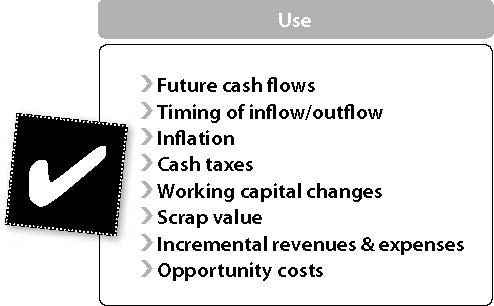 Use
Future cash flows
Timing of inflow/outflow
Inflation
Cash taxes
Working capital changes
Scrap value
Incremental revenues & expenses
Opportunity costs